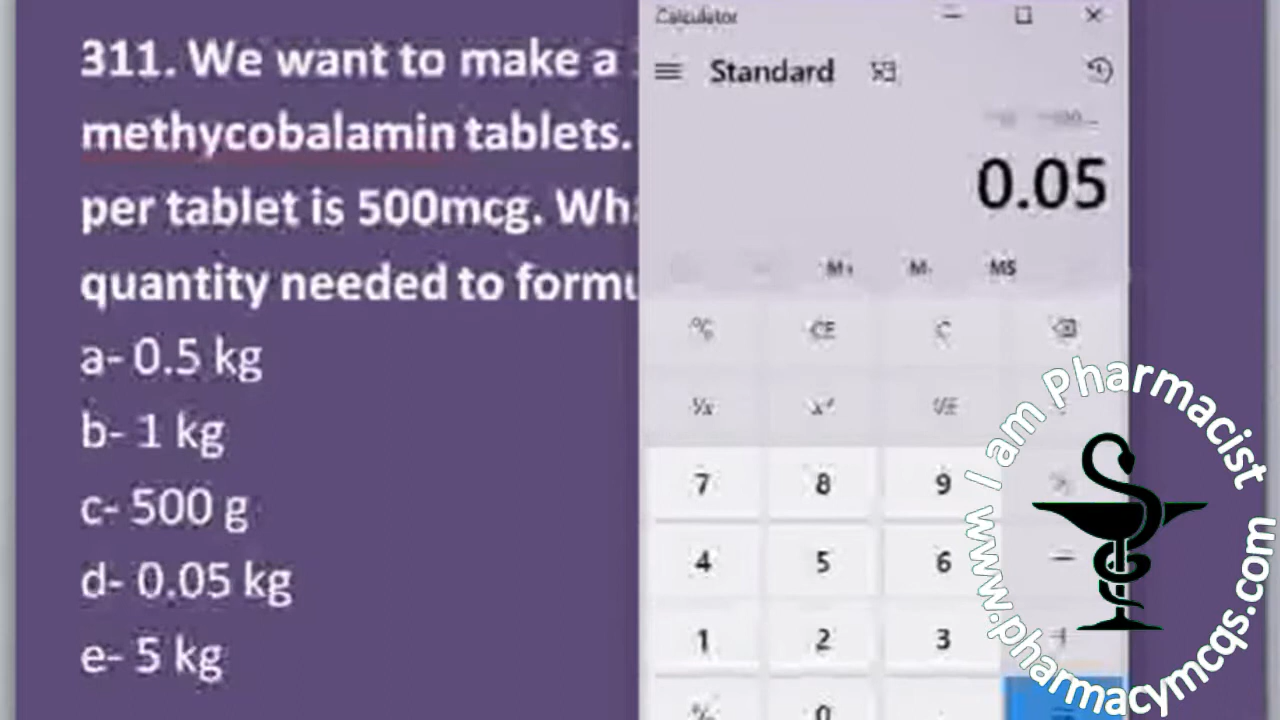 311. We want to make a
methycobalamin tablets.
per tablet is 500mcg. Wh
quantity needed to formu
a- 0.5 kg
b- 1 kg
c- 500 g
d- 0.05 kg
e- 5 kg
Calculator
Standard
0.05
M+ M- MS
% CE C
¹/x x²
7 8 9
4 5 6
1 2 3
0
I am Pharmacist
www.pharmacymcqs.com